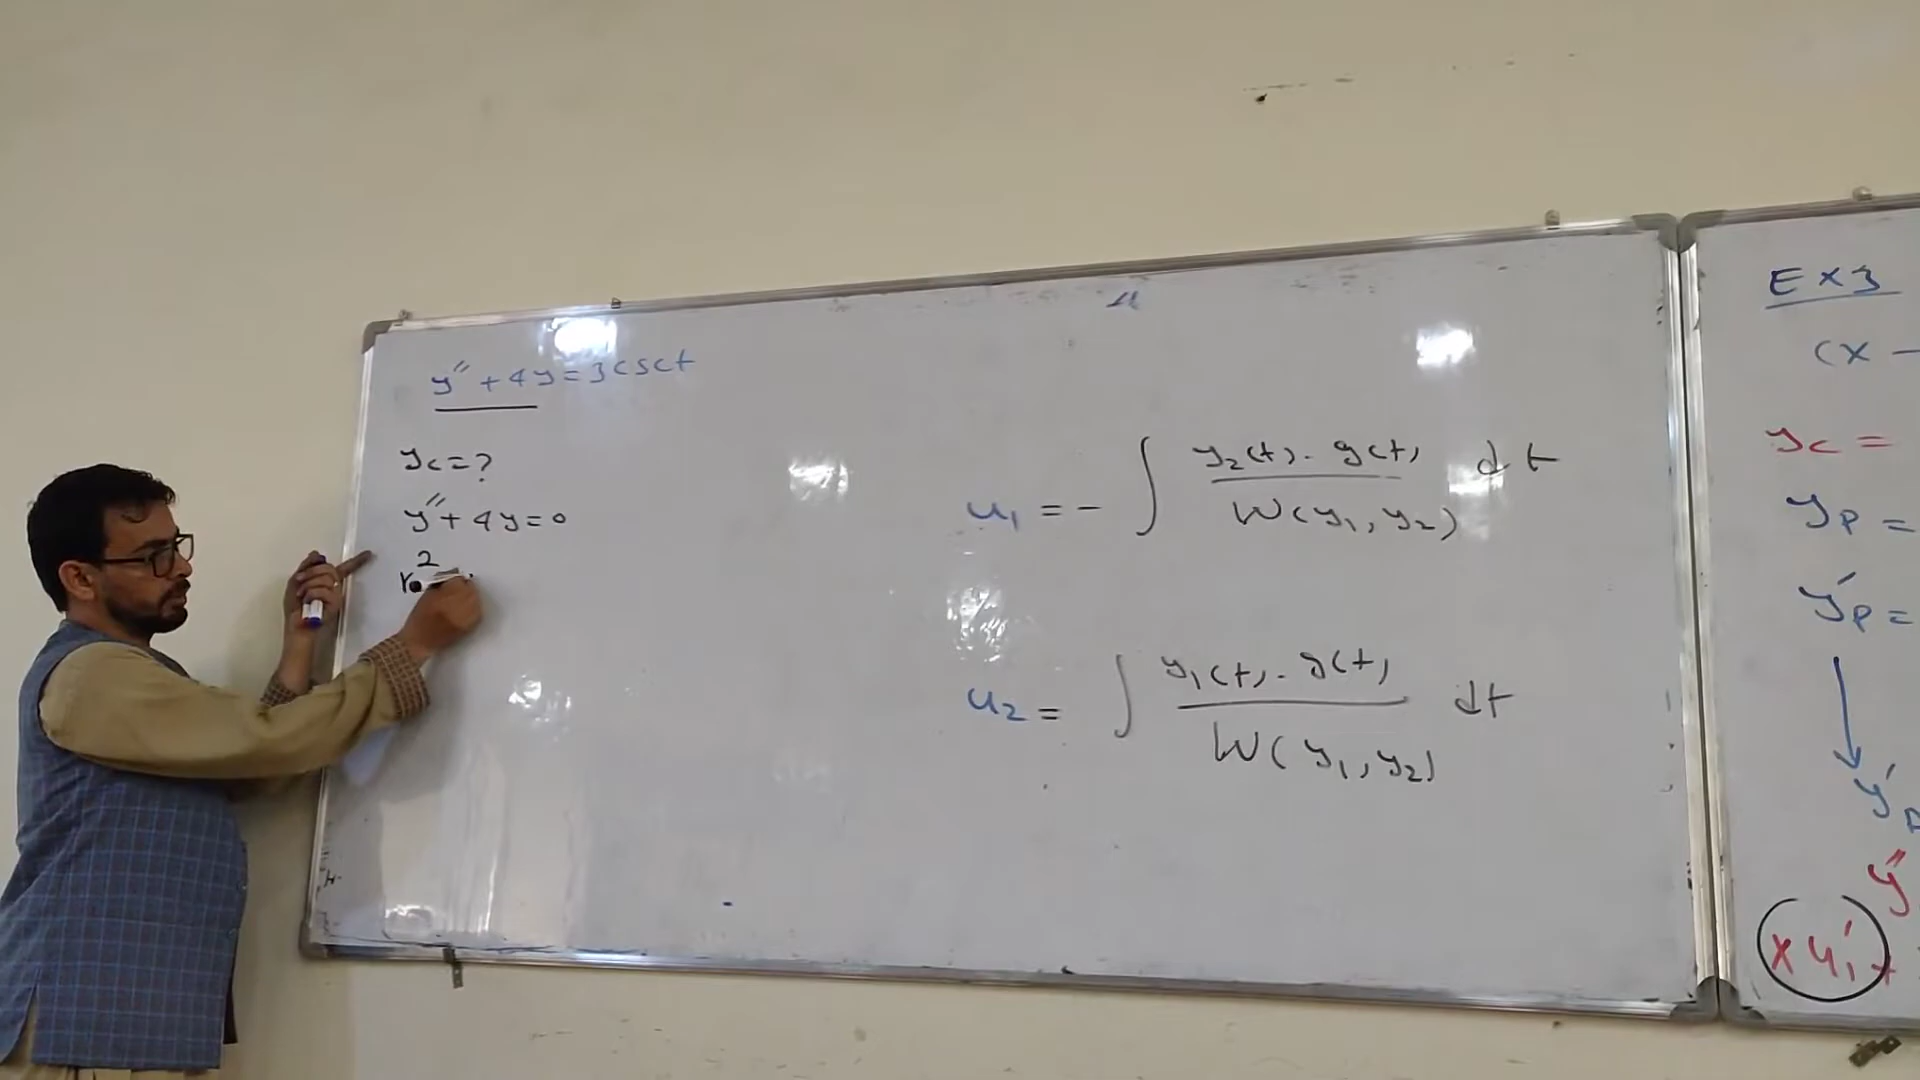 y'' + 4y = 3csct
yc = ?
y'' + 4y = 0
r²
u₁ = - ∫ y₂(t) . g(t) / W(y₁, y₂) dt
u₂ = ∫ y₁(t) . g(t) / W(y₁, y₂) dt
EX3
(x -
yc =
yp =
y'p =
y'p
y''
x u₁' +